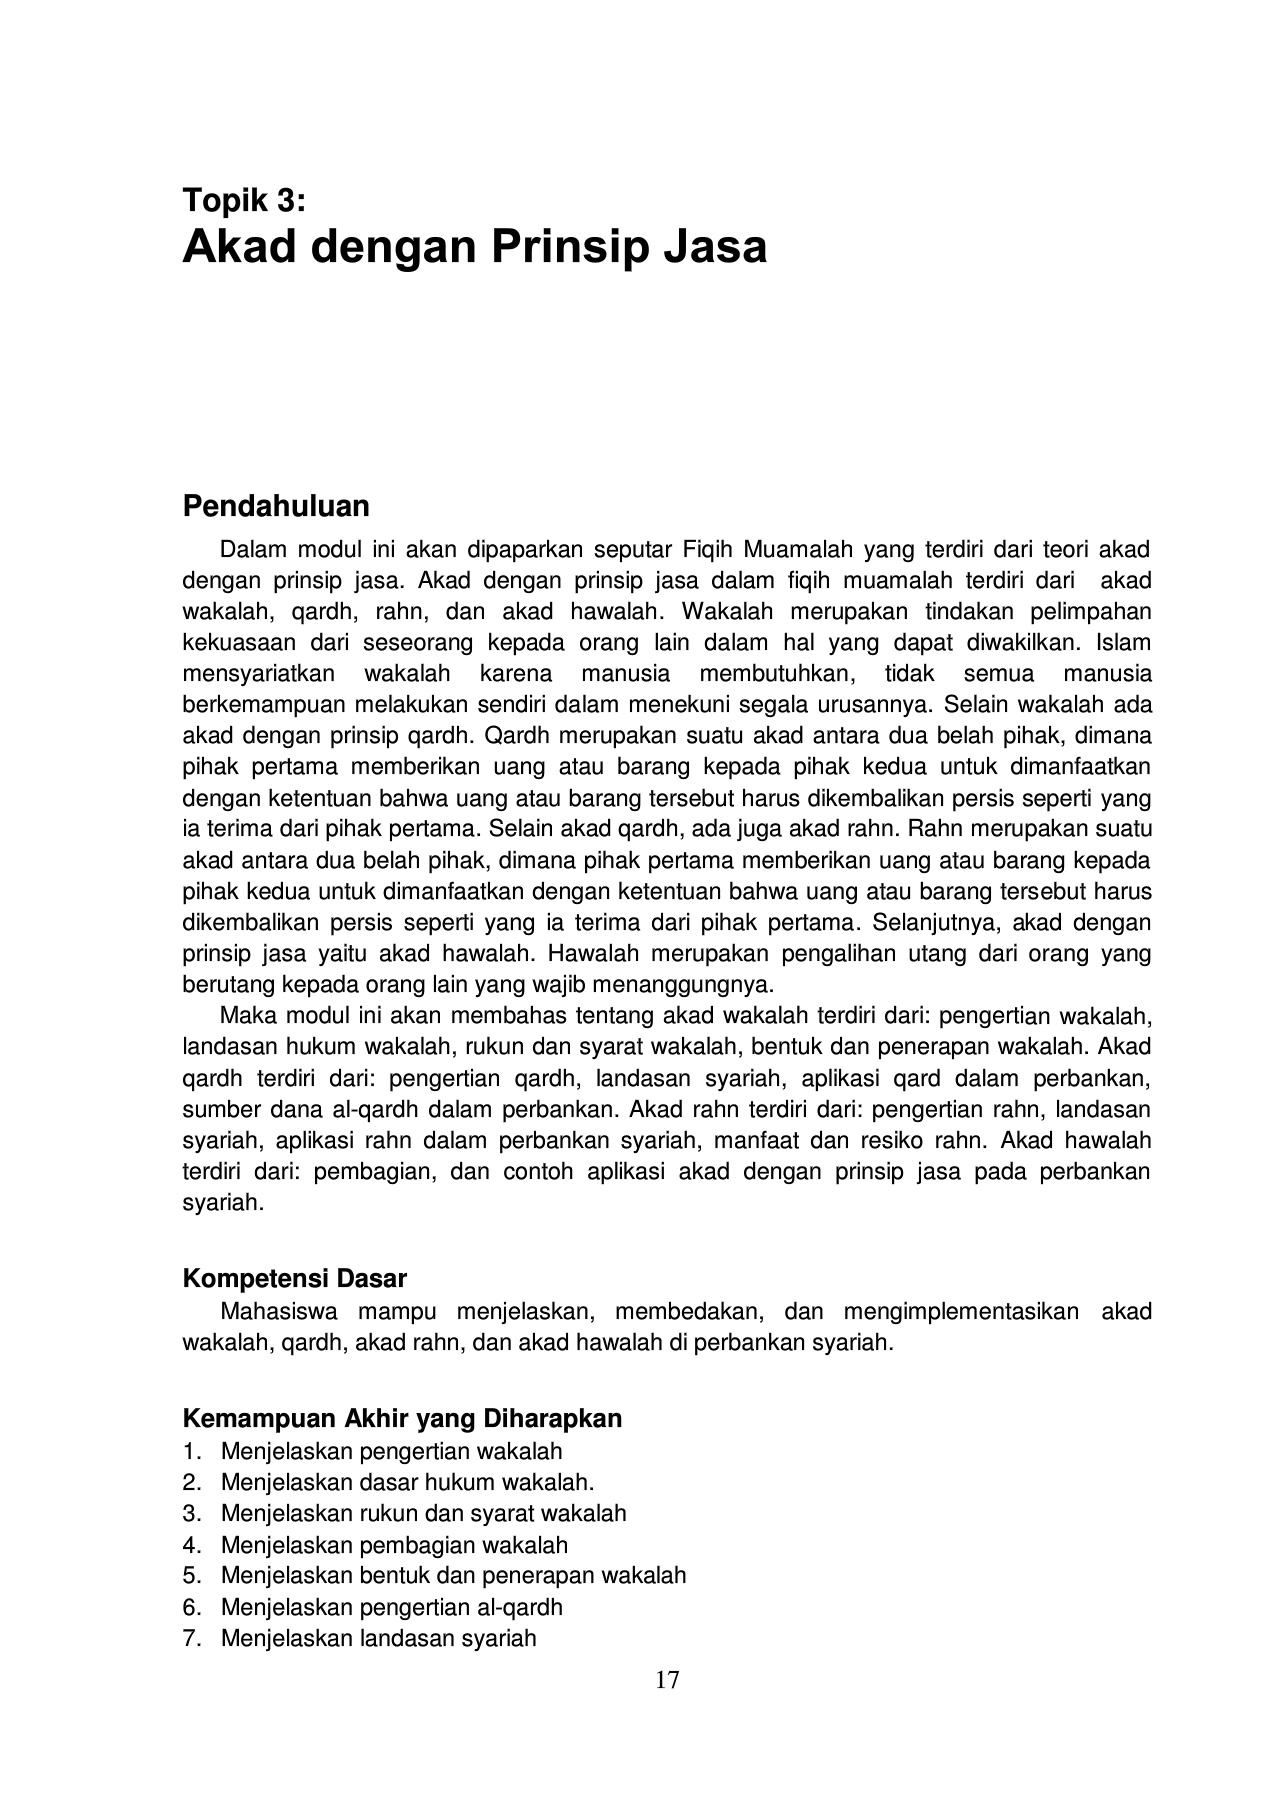 Topik 3:
Akad dengan Prinsip Jasa
Pendahuluan
Dalam modul ini akan dipaparkan seputar Fiqih Muamalah yang terdiri dari teori akad
dengan prinsip jasa. Akad dengan prinsip jasa dalam fiqih muamalah terdiri dari akad
wakalah, qardh, rahn, dan akad hawalah. Wakalah merupakan tindakan pelimpahan
kekuasaan dari seseorang kepada orang lain dalam hal yang dapat diwakilkan. Islam
mensyariatkan wakalah karena manusia membutuhkan, tidak semua manusia
berkemampuan melakukan sendiri dalam menekuni segala urusannya. Selain wakalah ada
akad dengan prinsip qardh. Qardh merupakan suatu akad antara dua belah pihak, dimana
pihak pertama memberikan uang atau barang kepada pihak kedua untuk dimanfaatkan
dengan ketentuan bahwa uang atau barang tersebut harus dikembalikan persis seperti yang
ia terima dari pihak pertama. Selain akad qardh, ada juga akad rahn. Rahn merupakan suatu
akad antara dua belah pihak, dimana pihak pertama memberikan uang atau barang kepada
pihak kedua untuk dimanfaatkan dengan ketentuan bahwa uang atau barang tersebut harus
dikembalikan persis seperti yang ia terima dari pihak pertama. Selanjutnya, akad dengan
prinsip jasa yaitu akad hawalah. Hawalah merupakan pengalihan utang dari orang yang
berutang kepada orang lain yang wajib menanggungnya.
Maka modul ini akan membahas tentang akad wakalah terdiri dari: pengertian wakalah,
landasan hukum wakalah, rukun dan syarat wakalah, bentuk dan penerapan wakalah. Akad
qardh terdiri dari: pengertian qardh, landasan syariah, aplikasi qard dalam perbankan,
sumber dana al-qardh dalam perbankan. Akad rahn terdiri dari: pengertian rahn, landasan
syariah, aplikasi rahn dalam perbankan syariah, manfaat dan resiko rahn. Akad hawalah
terdiri dari: pembagian, dan contoh aplikasi akad dengan prinsip jasa pada perbankan
syariah.
Kompetensi Dasar
Mahasiswa mampu menjelaskan, membedakan, dan mengimplementasikan akad
wakalah, qardh, akad rahn, dan akad hawalah di perbankan syariah.
Kemampuan Akhir yang Diharapkan
1. Menjelaskan pengertian wakalah
2. Menjelaskan dasar hukum wakalah.
3. Menjelaskan rukun dan syarat wakalah
4. Menjelaskan pembagian wakalah
5. Menjelaskan bentuk dan penerapan wakalah
6. Menjelaskan pengertian al-qardh
7. Menjelaskan landasan syariah
17